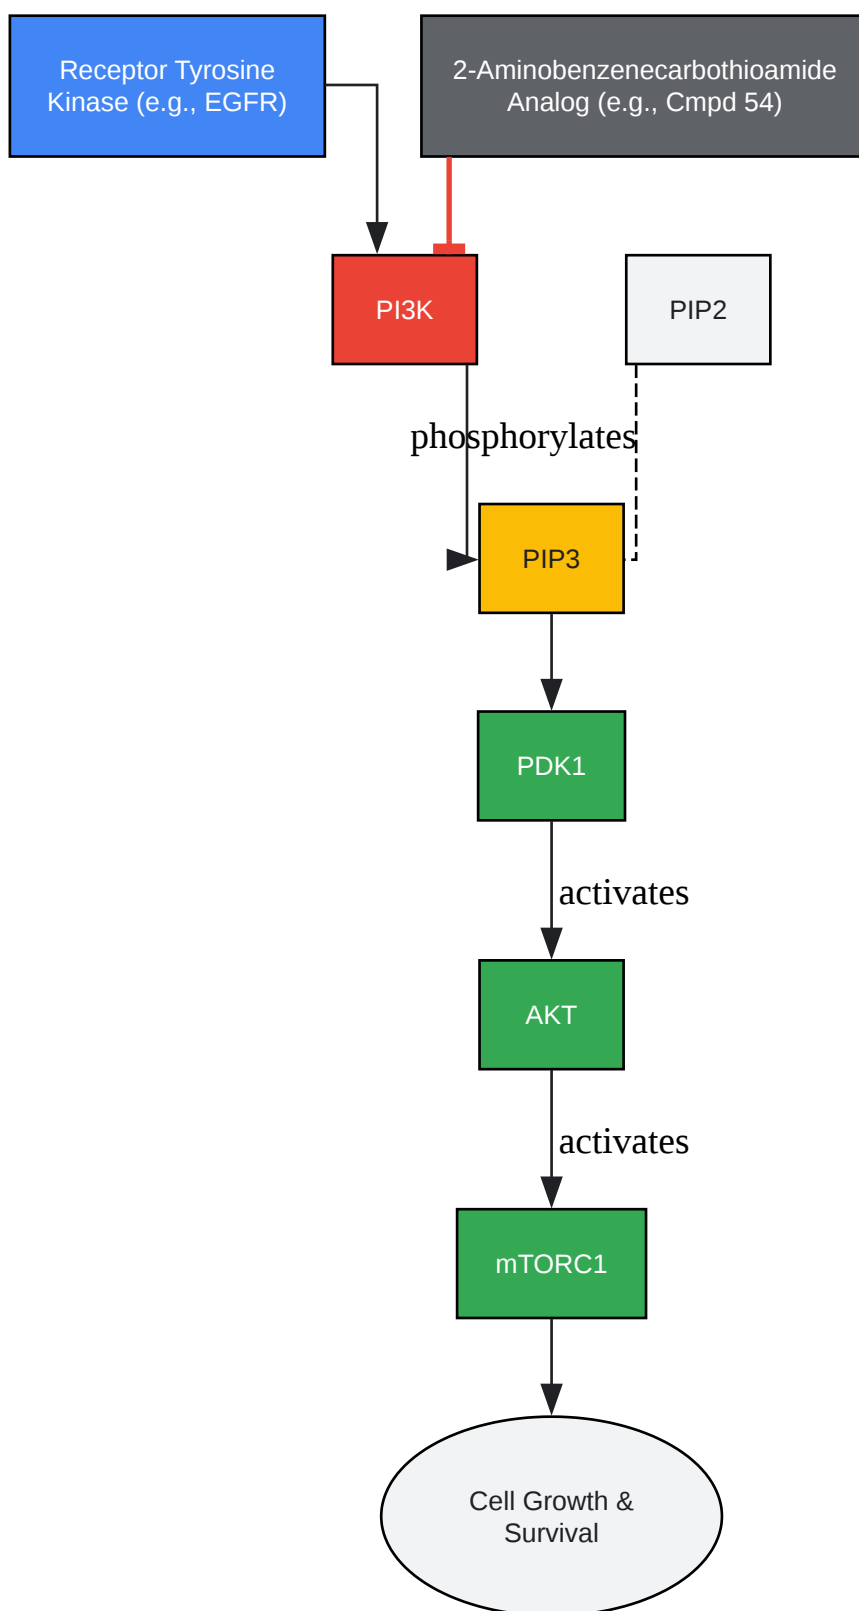 Receptor Tyrosine
Kinase (e.g., EGFR)
2-Aminobenzenecarbothioamide
Analog (e.g., Cmpd 54)
PI3K
PIP2
phosphorylates
PIP3
PDK1
activates
AKT
activates
mTORC1
Cell Growth &
Survival